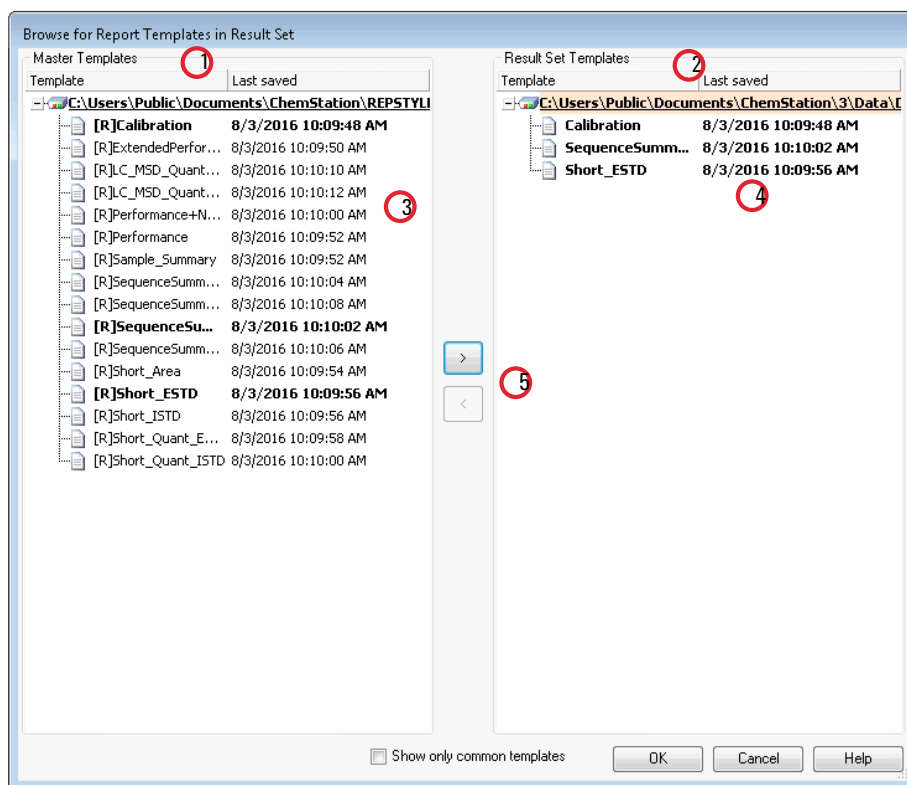 Browse for Report Templates in Result Set
Master Templates 1
Template Last saved
C:\Users\Public\Documents\ChemStation\REPSTYLI
[R]Calibration 8/3/2016 10:09:48 AM
[R]ExtendedPerfor... 8/3/2016 10:09:50 AM
[R]LC_MSD_Quant... 8/3/2016 10:10:10 AM
[R]LC_MSD_Quant... 8/3/2016 10:10:12 AM
[R]Performance+N... 8/3/2016 10:10:00 AM
3
[R]Performance 8/3/2016 10:09:52 AM
[R]Sample_Summary 8/3/2016 10:09:52 AM
[R]SequenceSumm... 8/3/2016 10:10:04 AM
[R]SequenceSumm... 8/3/2016 10:10:08 AM
[R]SequenceSu... 8/3/2016 10:10:02 AM
[R]SequenceSumm... 8/3/2016 10:10:06 AM
[R]Short_Area 8/3/2016 10:09:54 AM
[R]Short_ESTD 8/3/2016 10:09:56 AM
[R]Short_ISTD 8/3/2016 10:09:56 AM
[R]Short_Quant_E... 8/3/2016 10:09:58 AM
[R]Short_Quant_ISTD 8/3/2016 10:10:00 AM
>
<
5
Result Set Templates 2
Template Last saved
C:\Users\Public\Documents\ChemStation\3\Data\D
Calibration 8/3/2016 10:09:48 AM
SequenceSumm... 8/3/2016 10:10:02 AM
Short_ESTD 8/3/2016 10:09:56 AM
4
Show only common templates
OK Cancel Help